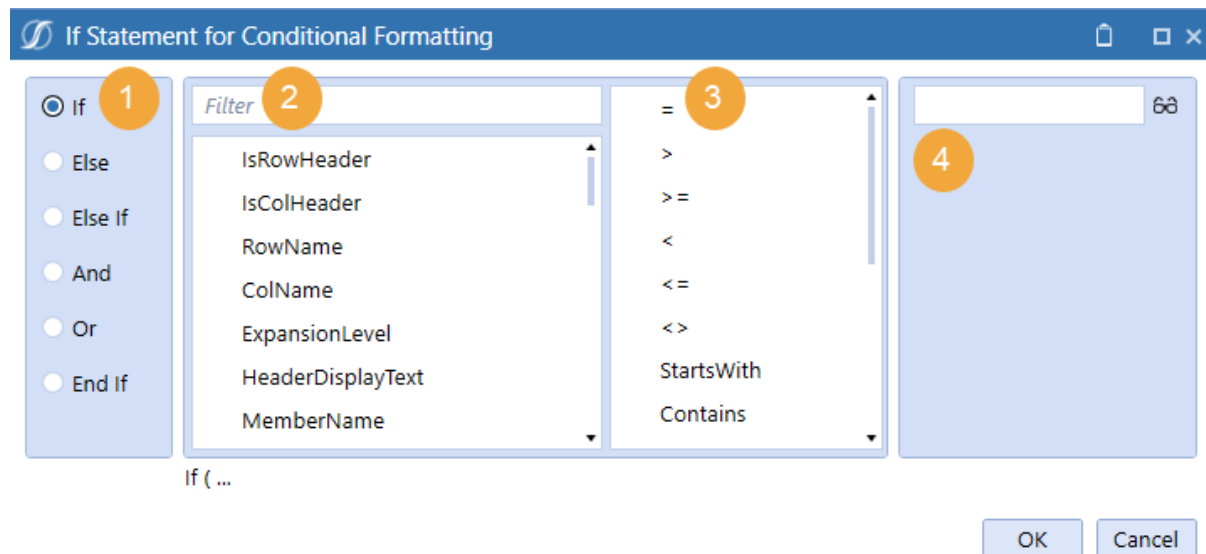 If Statement for Conditional Formatting
1
If
Else
Else If
And
Or
End If
2
Filter
IsRowHeader
IsColHeader
RowName
ColName
ExpansionLevel
HeaderDisplayText
MemberName
3
=
>
>=
<
<=
<>
StartsWith
Contains
4
If ( ...
OK
Cancel